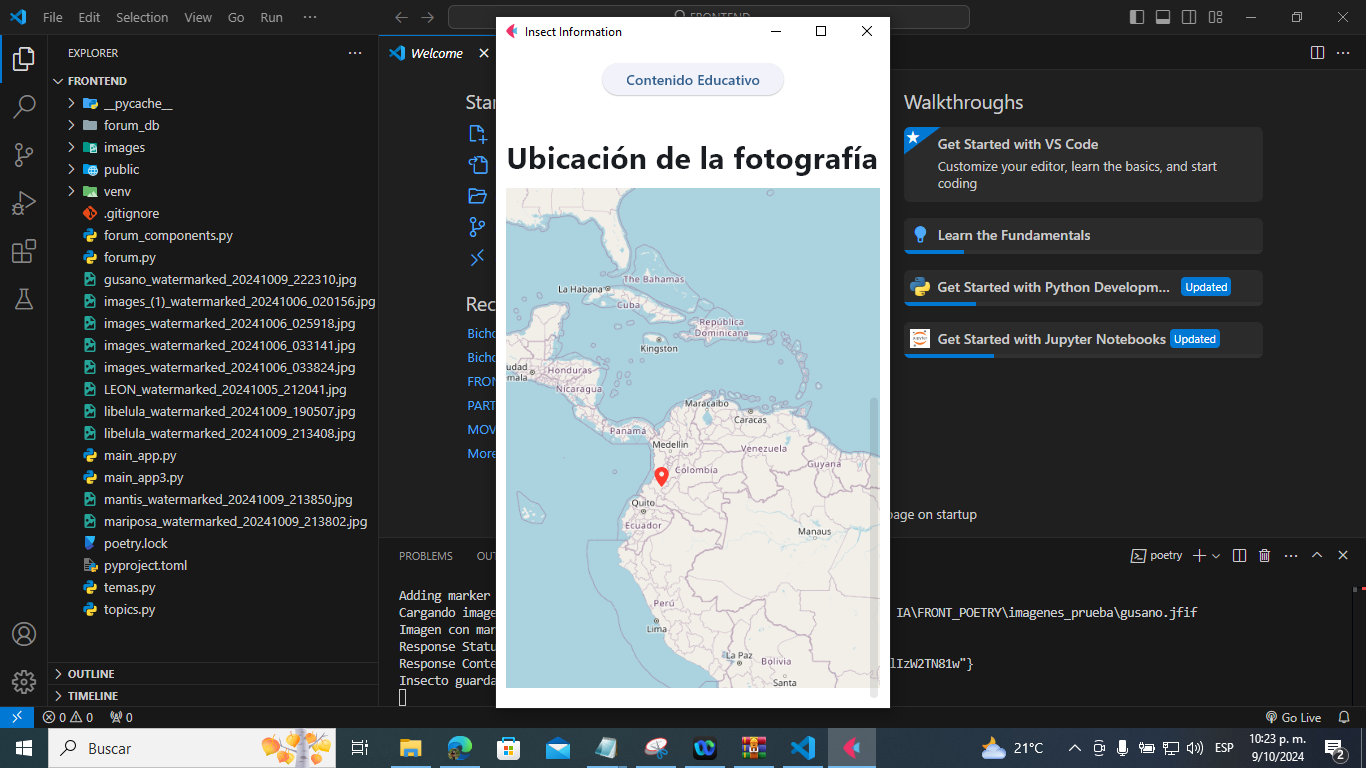 File Edit Selection View Go Run ···
FRONTEND
Insect Information
EXPLORER
FRONTEND
__pycache__
forum_db
images
public
venv
.gitignore
forum_components.py
forum.py
gusano_watermarked_20241009_222310.jpg
images_(1)_watermarked_20241006_020156.jpg
images_watermarked_20241006_025918.jpg
images_watermarked_20241006_033141.jpg
images_watermarked_20241006_033824.jpg
LEON_watermarked_20241005_212041.jpg
libelula_watermarked_20241009_190507.jpg
libelula_watermarked_20241009_213408.jpg
main_app.py
main_app3.py
mantis_watermarked_20241009_213850.jpg
mariposa_watermarked_20241009_213802.jpg
poetry.lock
pyproject.toml
temas.py
topics.py
OUTLINE
TIMELINE
Welcome
Star
Rec
Bicho
Bicho
FRON
PART
MOV
More
Contenido Educativo
Ubicación de la fotografía
The Bahamas
La Habana
Cuba
República
Dominicana
Kingston
udad
emala
Honduras
Nicaragua
Maracaibo
Caracas
Panamá
Medellín
Venezuela
Guyana
Colombia
Quito
Ecuador
Manaus
Perú
Lima
La Paz
Bolivia
Santa
Walkthroughs
Get Started with VS Code
Customize your editor, learn the basics, and start
coding
Learn the Fundamentals
Get Started with Python Developm... Updated
Get Started with Jupyter Notebooks Updated
page on startup
PROBLEMS OUT
poetry
Adding marker
Cargando image IA\FRONT_POETRY\imagenes_prueba\gusano.jfif
Imagen con mar
Response Statu
Response Conte lIzW2TN81w"}
Insecto guarda
0 0 0
Go Live
Buscar
21°C
ESP
10:23 p. m.
9/10/2024
2